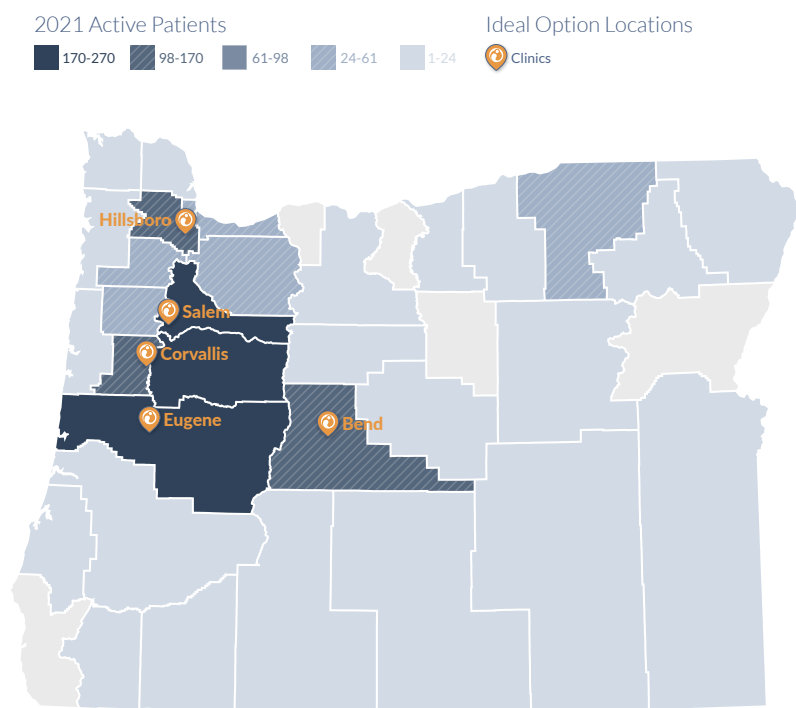 2021 Active Patients
Ideal Option Locations
170-270
98-170
61-98
24-61
1-24
Clinics
Hillsboro
Salem
Corvallis
Eugene
Bend